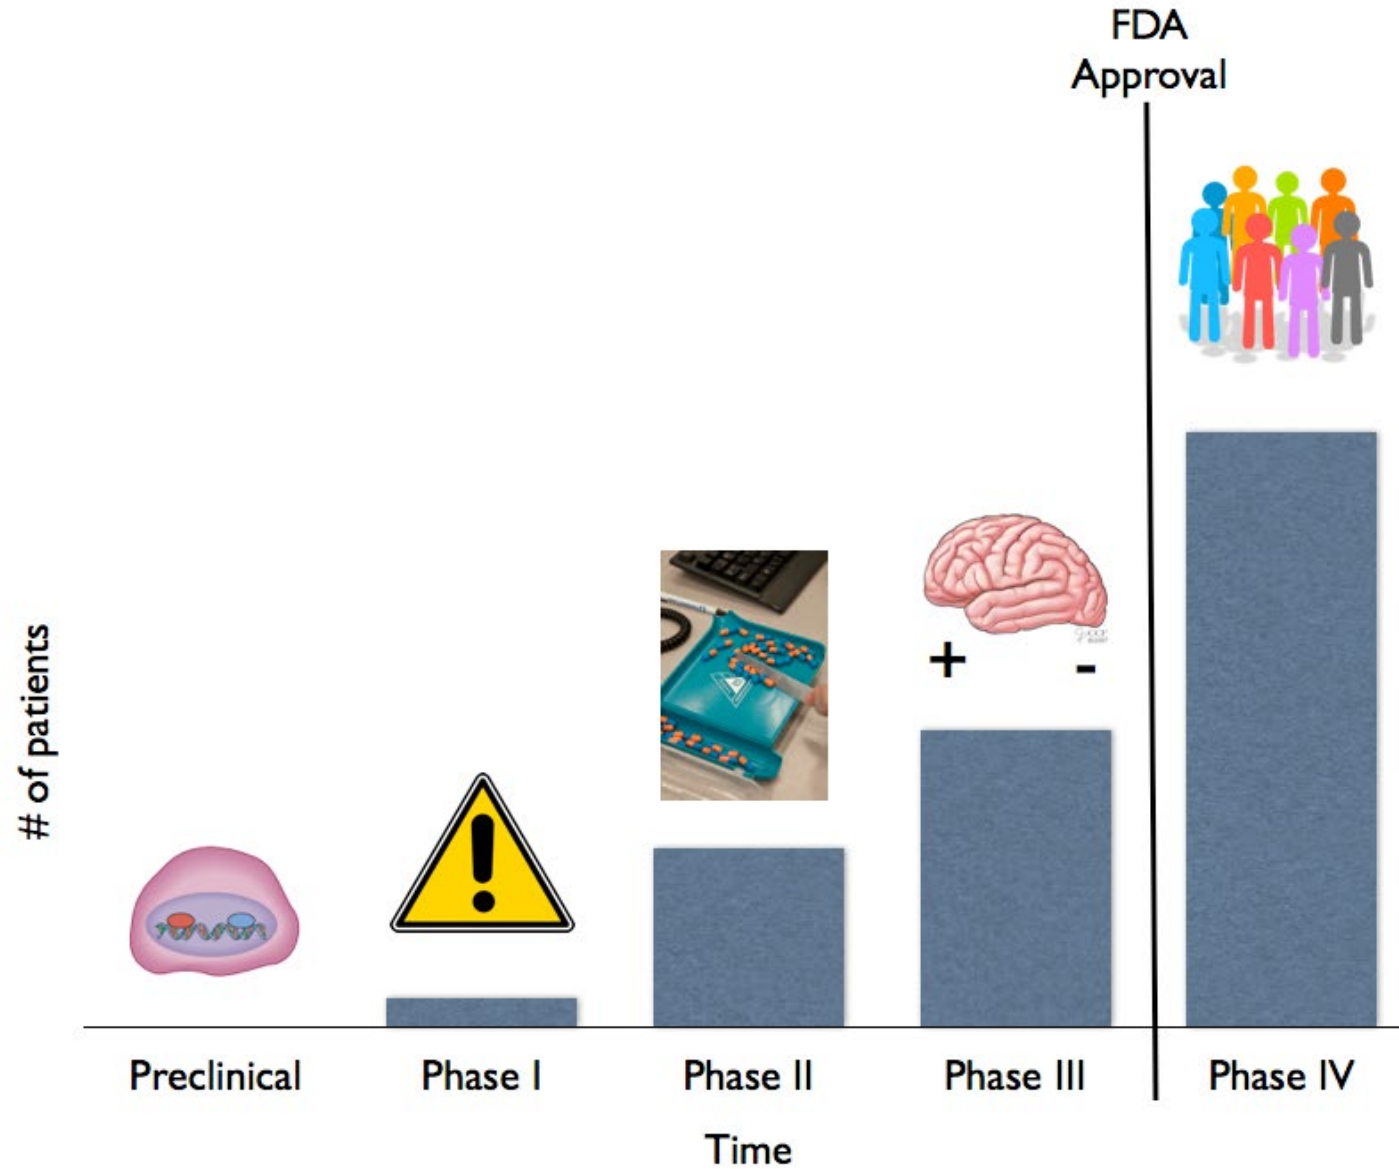 FDA
Approval
# of patients
+ -
Preclinical
Phase I
Phase II
Phase III
Phase IV
Time